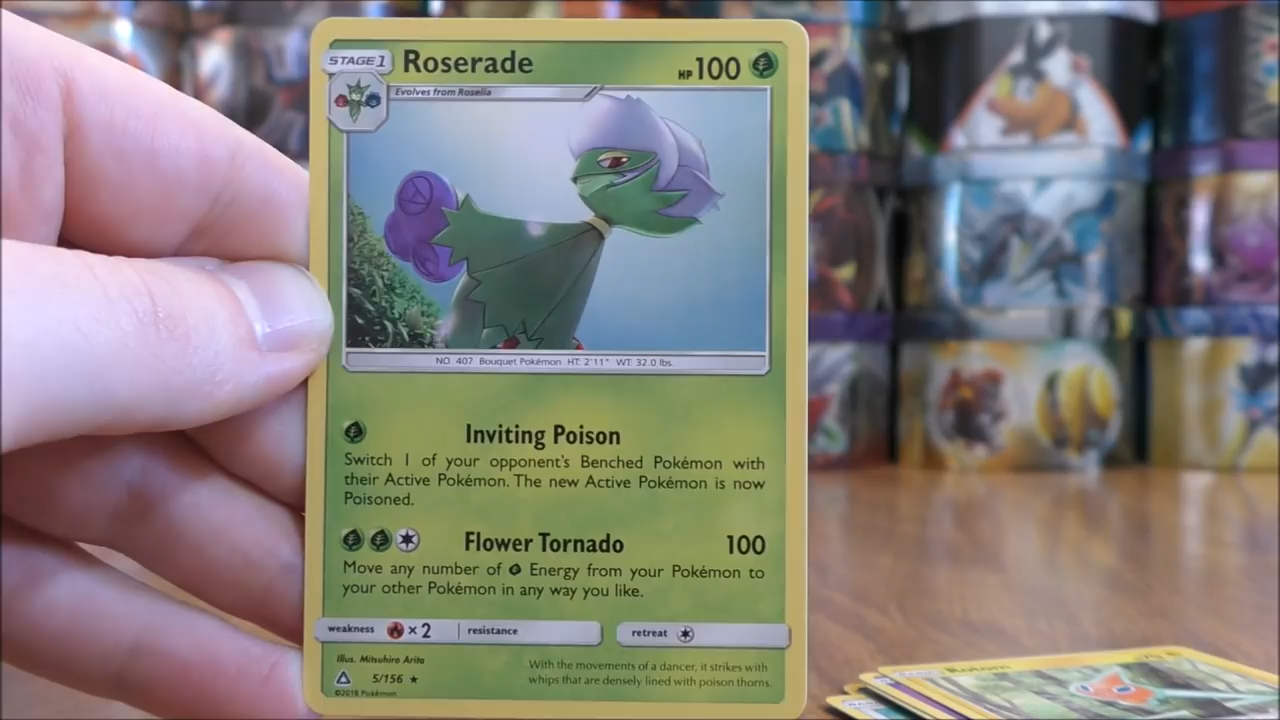 STAGE 1 Roserade HP 100
Evolves from Roselia
NO. 407 Bouquet Pokémon HT: 2'11" WT: 32.0 lbs.
Inviting Poison
Switch 1 of your opponent's Benched Pokémon with
their Active Pokémon. The new Active Pokémon is now
Poisoned.
Flower Tornado 100
Move any number of Energy from your Pokémon to
your other Pokémon in any way you like.
weakness ×2 resistance retreat
Illus. Mitsuhiro Arita
5/156
©2018 Pokémon
With the movements of a dancer, it strikes with
whips that are densely lined with poison thorns.
Rotom